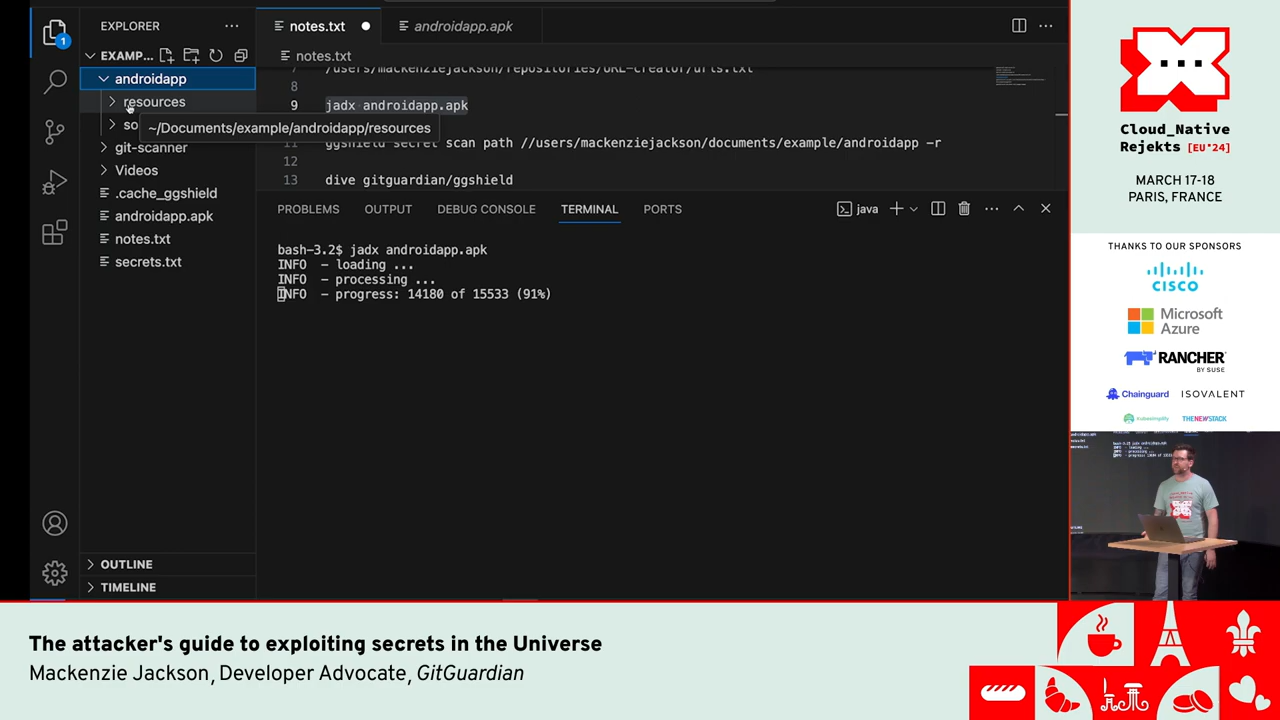 EXPLORER
notes.txt
androidapp.apk
EXAMP...
notes.txt
androidapp
/users/mackenziejackson/repositories/URL-creator/urls.txt
8
resources
9
jadx androidapp.apk
so
~/Documents/example/androidapp/resources
11
ggshield secret scan path //users/mackenziejackson/documents/example/androidapp -r
git-scanner
12
Videos
13
dive gitguardian/ggshield
.cache_ggshield
androidapp.apk
notes.txt
secrets.txt
PROBLEMS
OUTPUT
DEBUG CONSOLE
TERMINAL
PORTS
java
bash-3.2$ jadx androidapp.apk
INFO - loading ...
INFO - processing ...
INFO - progress: 14180 of 15533 (91%)
1
OUTLINE
TIMELINE
Cloud_Native
Rejekts [EU'24]
MARCH 17-18
PARIS, FRANCE
THANKS TO OUR SPONSORS
CISCO
Microsoft
Azure
RANCHER
BY SUSE
Chainguard
ISOVALENT
kubesimplify
THENEWSTACK
The attacker's guide to exploiting secrets in the Universe
Mackenzie Jackson, Developer Advocate, GitGuardian